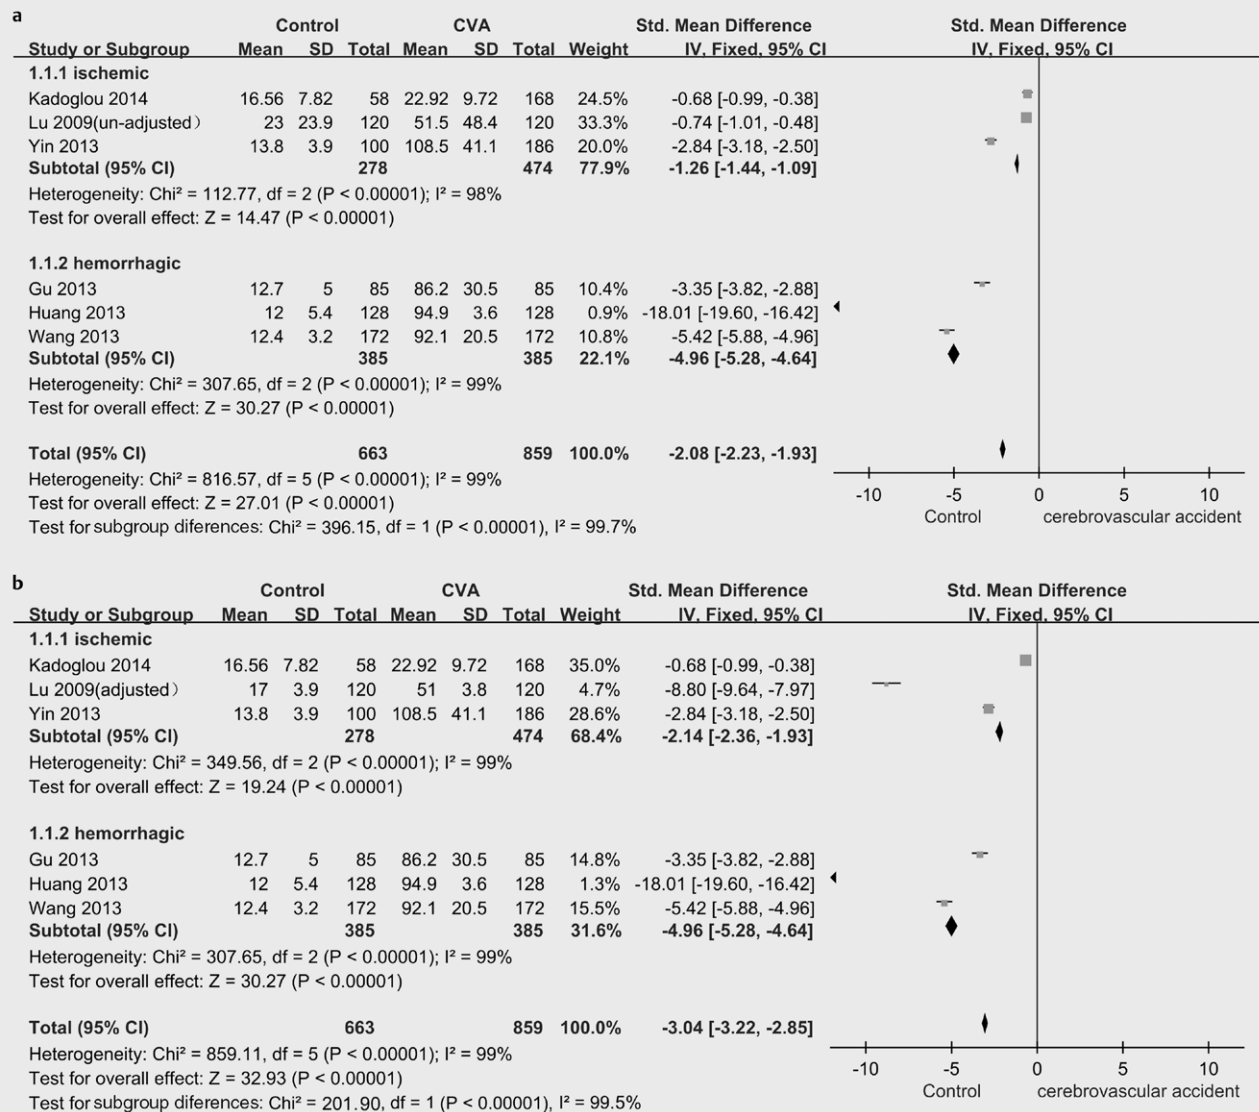 a
Control CVA Std. Mean Difference Std. Mean Difference
Study or Subgroup Mean SD Total Mean SD Total Weight IV, Fixed, 95% CI IV, Fixed, 95% CI
1.1.1 ischemic
Kadoglou 2014 16.56 7.82 58 22.92 9.72 168 24.5% -0.68 [-0.99, -0.38]
Lu 2009(un-adjusted） 23 23.9 120 51.5 48.4 120 33.3% -0.74 [-1.01, -0.48]
Yin 2013 13.8 3.9 100 108.5 41.1 186 20.0% -2.84 [-3.18, -2.50]
Subtotal (95% CI) 278 474 77.9% -1.26 [-1.44, -1.09]
Heterogeneity: Chi² = 112.77, df = 2 (P < 0.00001); I² = 98%
Test for overall effect: Z = 14.47 (P < 0.00001)
1.1.2 hemorrhagic
Gu 2013 12.7 5 85 86.2 30.5 85 10.4% -3.35 [-3.82, -2.88]
Huang 2013 12 5.4 128 94.9 3.6 128 0.9% -18.01 [-19.60, -16.42]
Wang 2013 12.4 3.2 172 92.1 20.5 172 10.8% -5.42 [-5.88, -4.96]
Subtotal (95% CI) 385 385 22.1% -4.96 [-5.28, -4.64]
Heterogeneity: Chi² = 307.65, df = 2 (P < 0.00001); I² = 99%
Test for overall effect: Z = 30.27 (P < 0.00001)
Total (95% CI) 663 859 100.0% -2.08 [-2.23, -1.93]
Heterogeneity: Chi² = 816.57, df = 5 (P < 0.00001); I² = 99%
Test for overall effect: Z = 27.01 (P < 0.00001)
Test for subgroup diferences: Chi² = 396.15, df = 1 (P < 0.00001), I² = 99.7%
-10 -5 0 5 10
Control cerebrovascular accident
b
Control CVA Std. Mean Difference Std. Mean Difference
Study or Subgroup Mean SD Total Mean SD Total Weight IV, Fixed, 95% CI IV, Fixed, 95% CI
1.1.1 ischemic
Kadoglou 2014 16.56 7.82 58 22.92 9.72 168 35.0% -0.68 [-0.99, -0.38]
Lu 2009(adjusted） 17 3.9 120 51 3.8 120 4.7% -8.80 [-9.64, -7.97]
Yin 2013 13.8 3.9 100 108.5 41.1 186 28.6% -2.84 [-3.18, -2.50]
Subtotal (95% CI) 278 474 68.4% -2.14 [-2.36, -1.93]
Heterogeneity: Chi² = 349.56, df = 2 (P < 0.00001); I² = 99%
Test for overall effect: Z = 19.24 (P < 0.00001)
1.1.2 hemorrhagic
Gu 2013 12.7 5 85 86.2 30.5 85 14.8% -3.35 [-3.82, -2.88]
Huang 2013 12 5.4 128 94.9 3.6 128 1.3% -18.01 [-19.60, -16.42]
Wang 2013 12.4 3.2 172 92.1 20.5 172 15.5% -5.42 [-5.88, -4.96]
Subtotal (95% CI) 385 385 31.6% -4.96 [-5.28, -4.64]
Heterogeneity: Chi² = 307.65, df = 2 (P < 0.00001); I² = 99%
Test for overall effect: Z = 30.27 (P < 0.00001)
Total (95% CI) 663 859 100.0% -3.04 [-3.22, -2.85]
Heterogeneity: Chi² = 859.11, df = 5 (P < 0.00001); I² = 99%
Test for overall effect: Z = 32.93 (P < 0.00001)
Test for subgroup diferences: Chi² = 201.90, df = 1 (P < 0.00001), I² = 99.5%
-10 -5 0 5 10
Control cerebrovascular accident